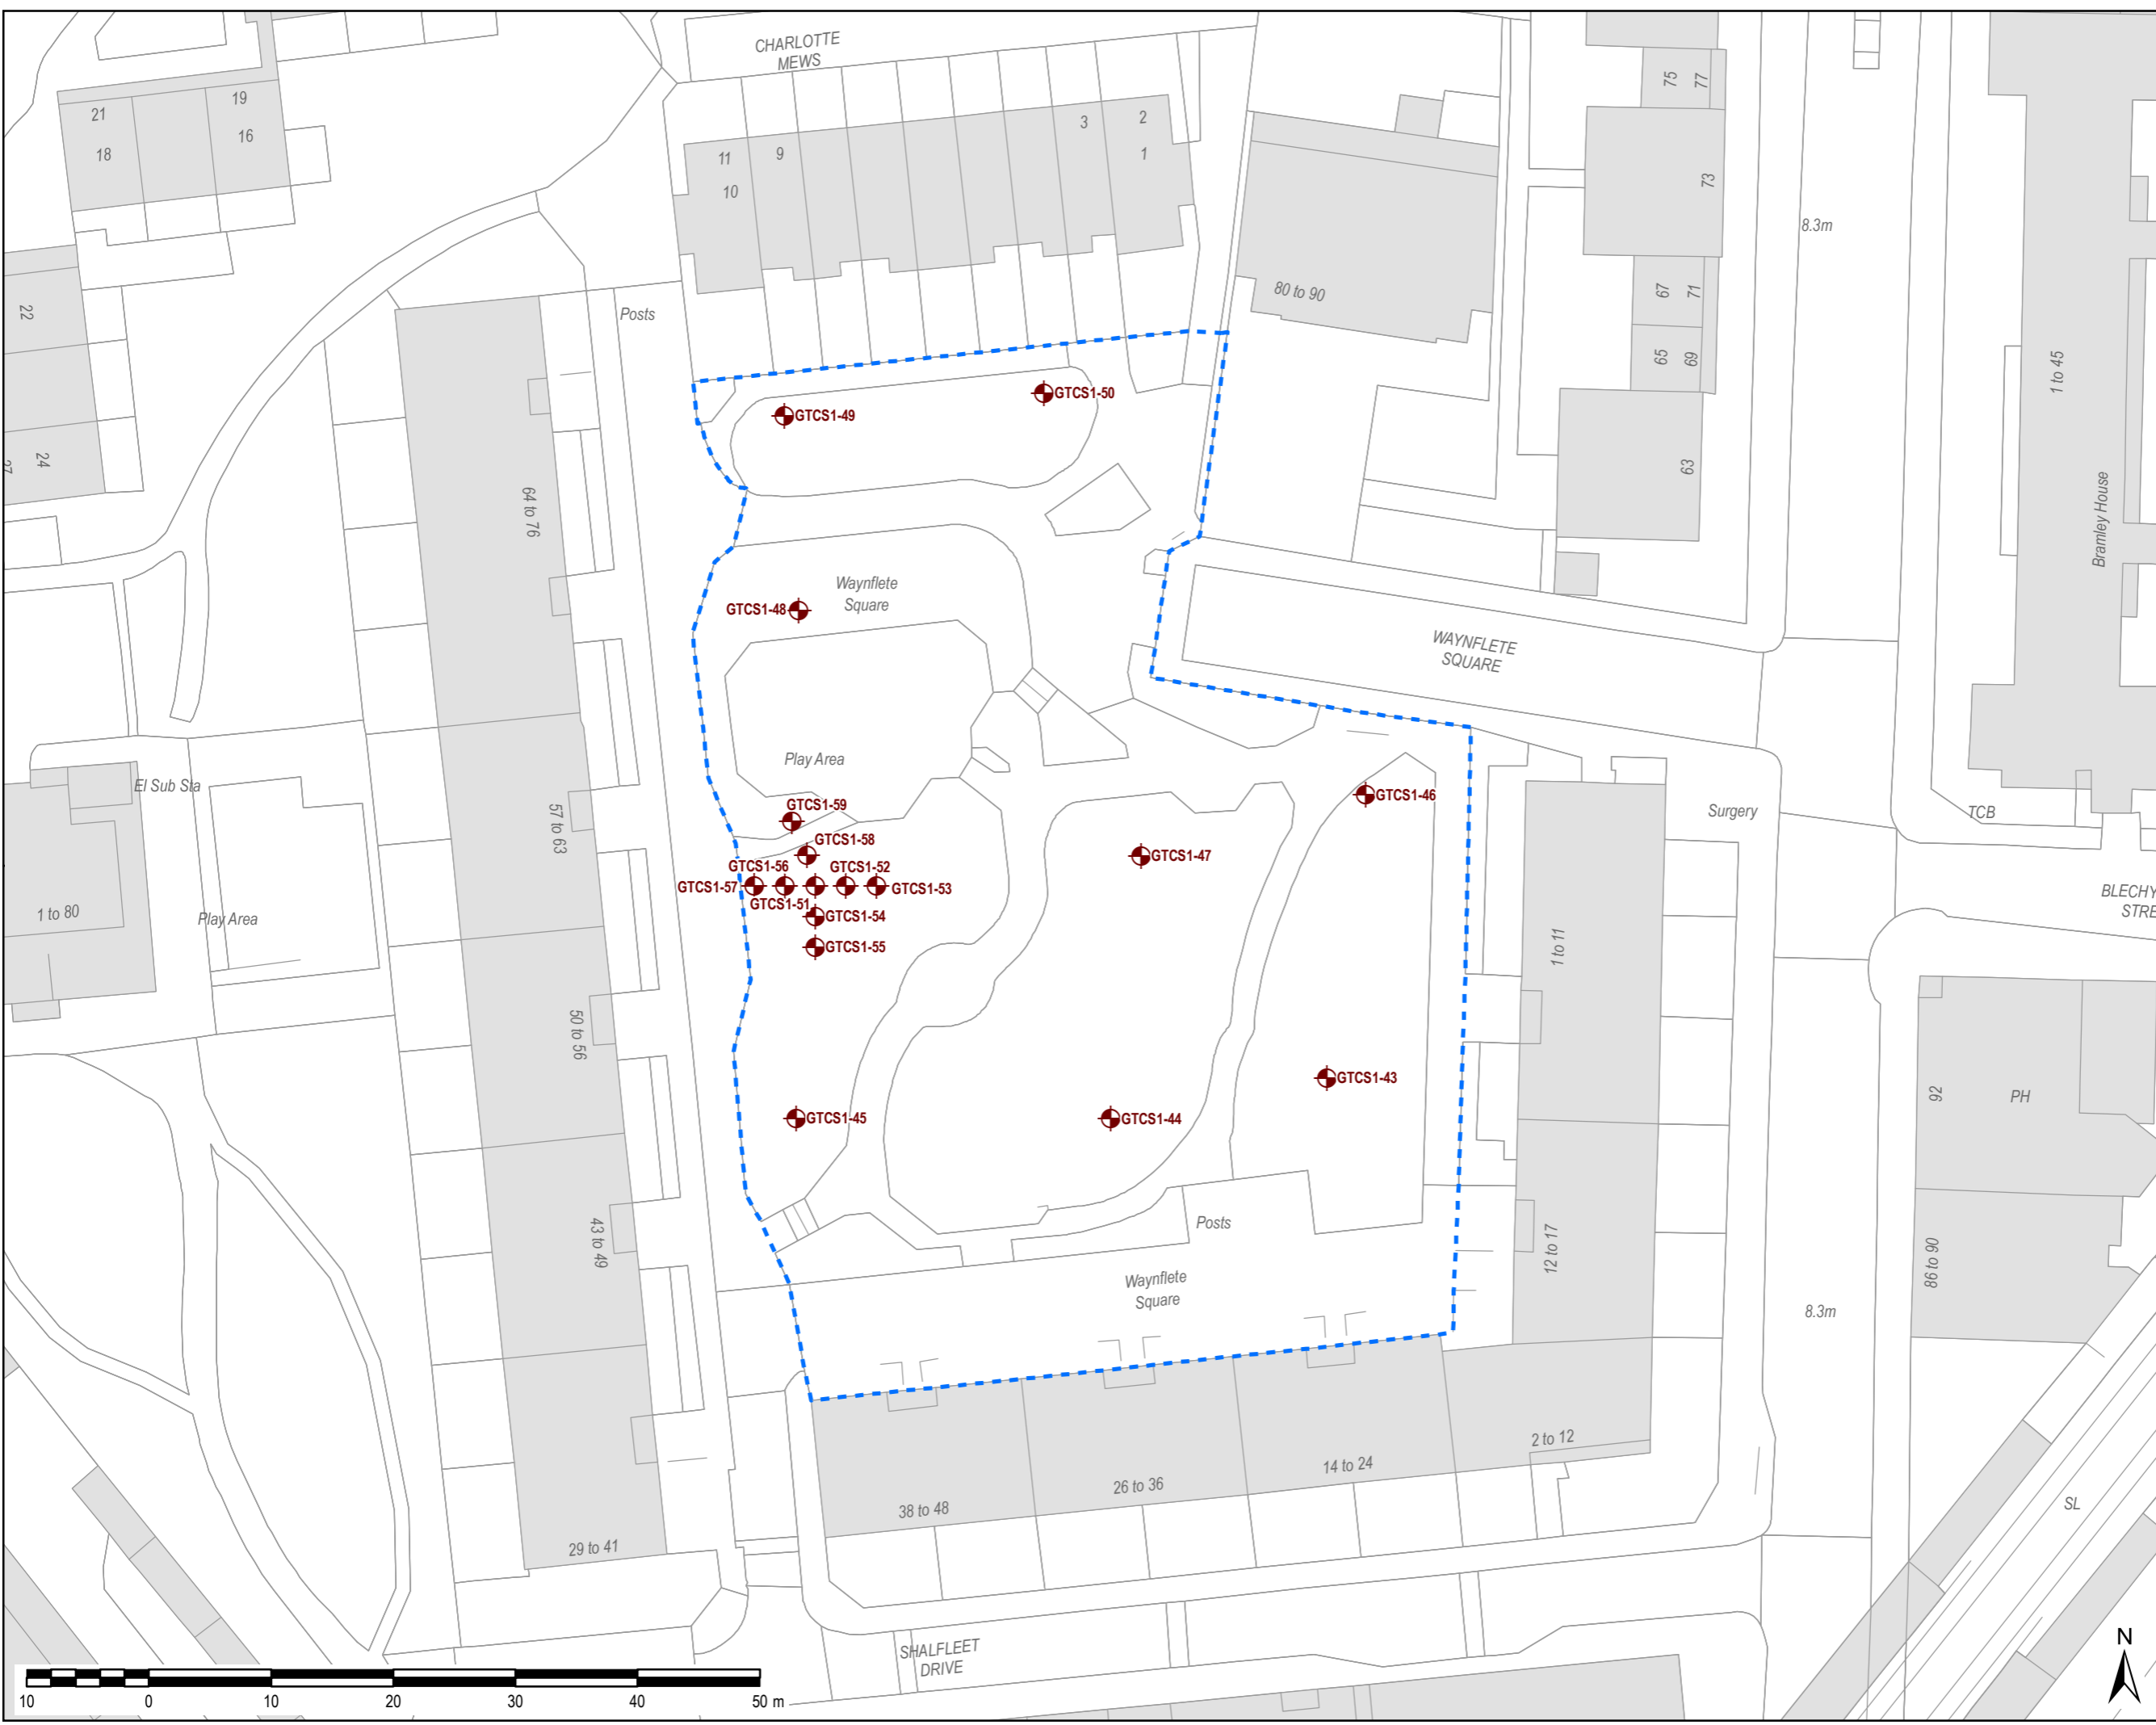 CHARLOTTE
MEWS
75
77
21
19
18
16
11
9
10
3
2
1
73
8.3m
22
Posts
80 to 90
67
71
65
69
1 to 45
Bramley House
24
27
64 to 76
GTCS1-49
GTCS1-50
63
Waynflete
Square
GTCS1-48
WAYNFLETE
SQUARE
Play Area
El Sub Sta
57 to 63
GTCS1-59
GTCS1-46
Surgery
TCB
GTCS1-58
GTCS1-47
GTCS1-56
GTCS1-52
GTCS1-57
GTCS1-53
GTCS1-51
GTCS1-54
GTCS1-55
1 to 80
Play Area
1 to 11
BLECHY
STRE
50 to 56
GTCS1-43
GTCS1-45
GTCS1-44
92
PH
43 to 49
Posts
12 to 17
86 to 90
Waynflete
Square
8.3m
2 to 12
14 to 24
26 to 36
38 to 48
29 to 41
SL
SHALFLEET
DRIVE
N
10 0 10 20 30 40 50 m